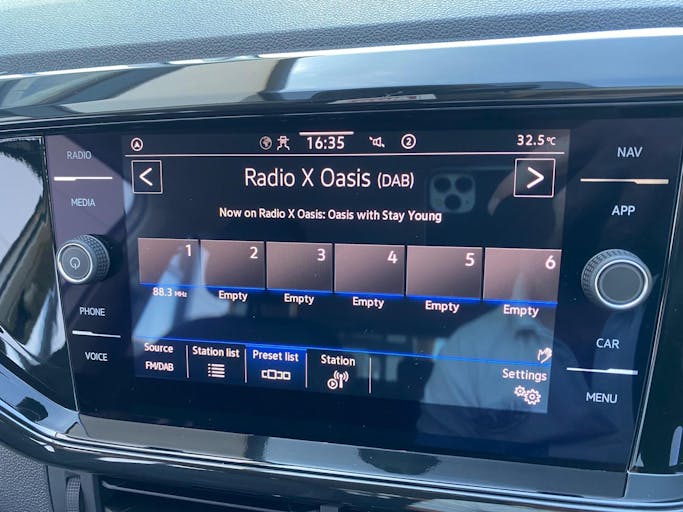 RADIO
MEDIA
PHONE
VOICE
16:35
2
32.5°C
Radio X Oasis (DAB)
Now on Radio X Oasis: Oasis with Stay Young
1 2 3 4 5 6
88.3 MHz Empty Empty Empty Empty Empty
Source Station list Preset list Station
FM/DAB
Settings
NAV
APP
CAR
MENU